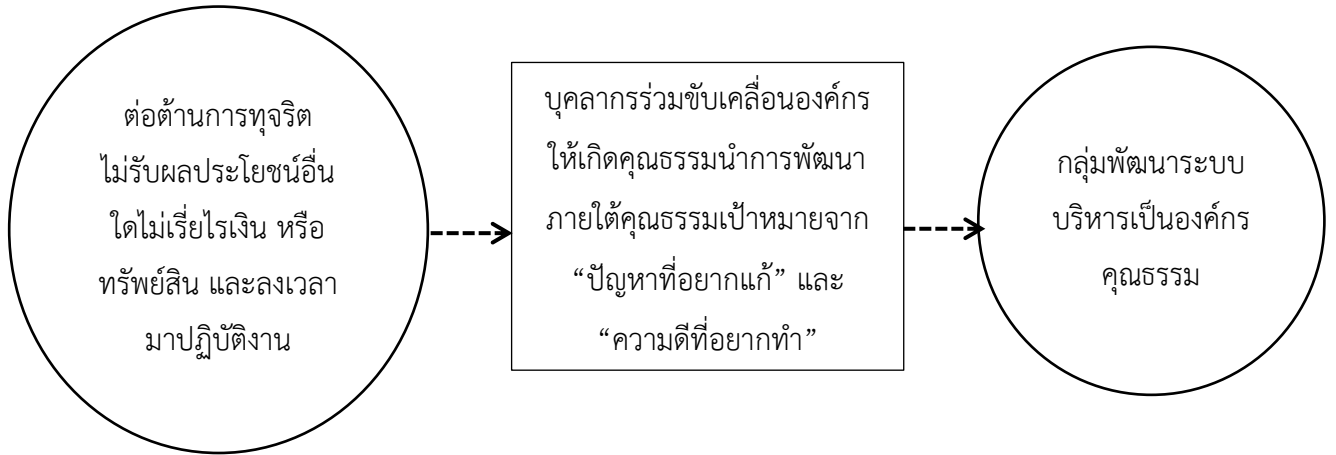 ต่อต้านการทุจริต
ไม่รับผลประโยชน์อื่น
ใดไม่เรี่ยไรเงิน หรือ
ทรัพย์สิน และลงเวลา
มาปฏิบัติงาน
บุคลากรร่วมขับเคลื่อนองค์กร
ให้เกิดคุณธรรมนำการพัฒนา
ภายใต้คุณธรรมเป้าหมายจาก
“ปัญหาที่อยากแก้” และ
“ความดีที่อยากทำ”
กลุ่มพัฒนาระบบ
บริหารเป็นองค์กร
คุณธรรม